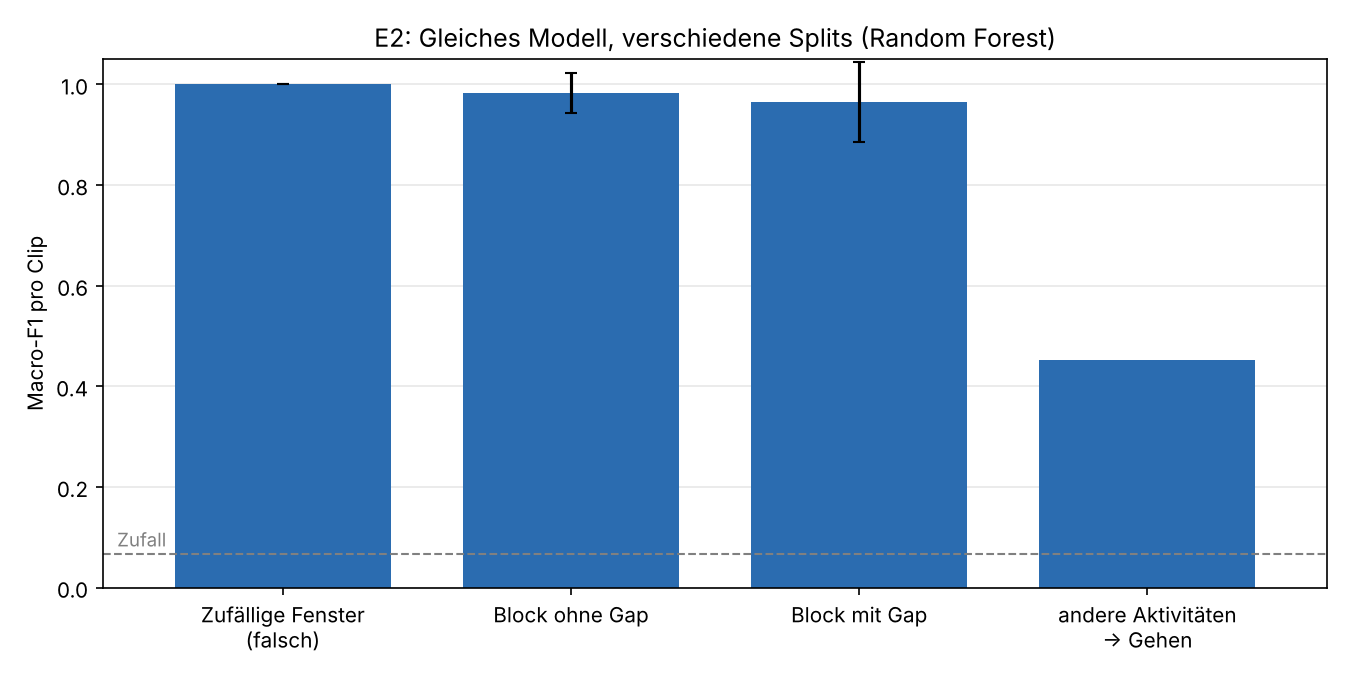 E2: Gleiches Modell, verschiedene Splits (Random Forest)
Macro-F1 pro Clip
1.0
0.8
0.6
0.4
0.2
0.0
Zufall
Zufällige Fenster
(falsch)
Block ohne Gap
Block mit Gap
andere Aktivitäten
→ Gehen